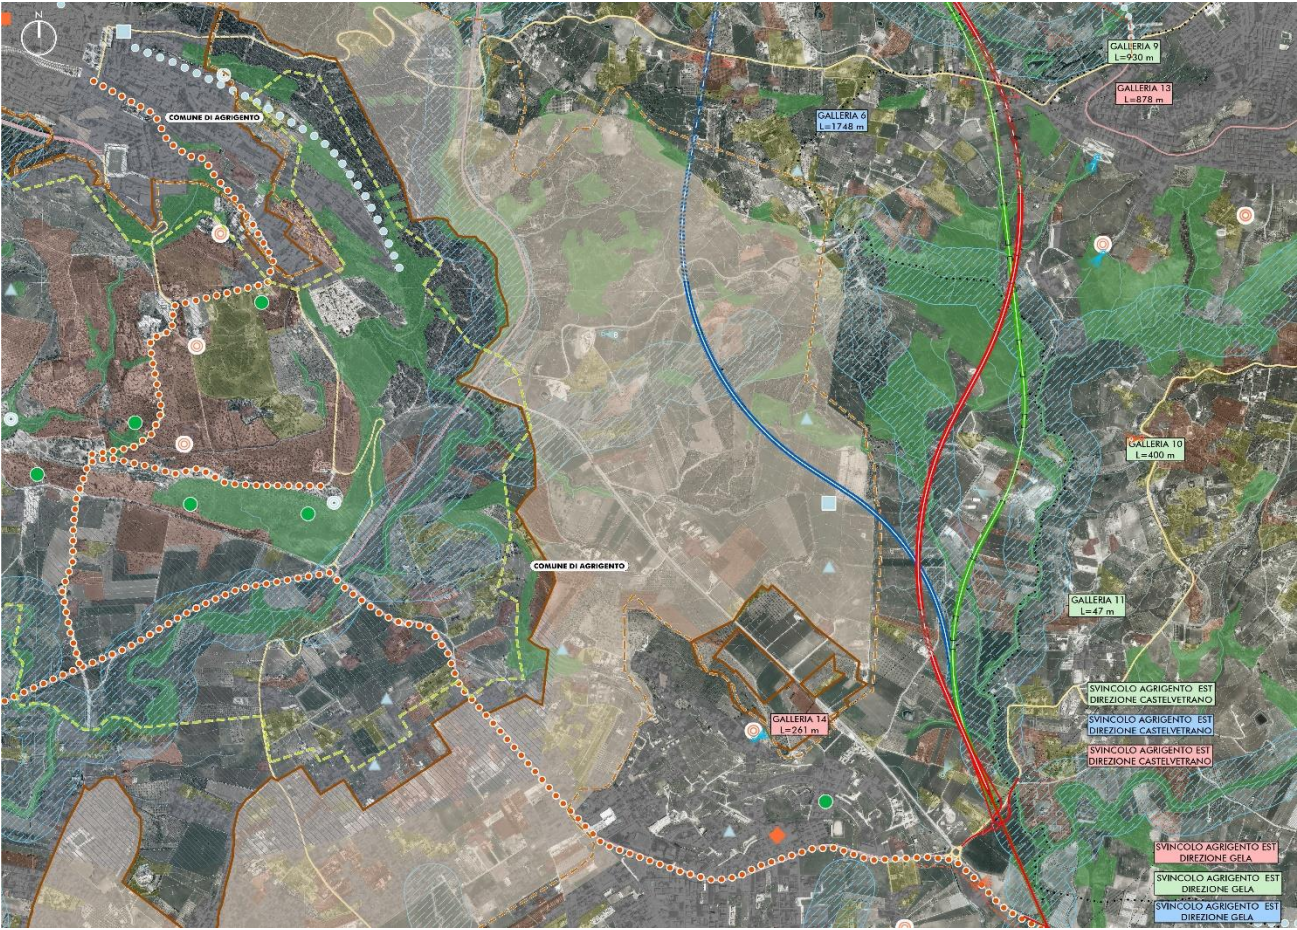 N
GALLERIA 9
L=930 m
GALLERIA 13
L=878 m
COMUNE DI AGRIGENTO
GALLERIA 6
L=1748 m
GALLERIA 10
L=400 m
COMUNE DI AGRIGENTO
GALLERIA 11
L=47 m
SVINCOLO AGRIGENTO EST
DIREZIONE CASTELVETRANO
GALLERIA 14
L=261 m
SVINCOLO AGRIGENTO EST
DIREZIONE CASTELVETRANO
SVINCOLO AGRIGENTO EST
DIREZIONE CASTELVETRANO
SVINCOLO AGRIGENTO EST
DIREZIONE GELA
SVINCOLO AGRIGENTO EST
DIREZIONE GELA
SVINCOLO AGRIGENTO EST
DIREZIONE GELA